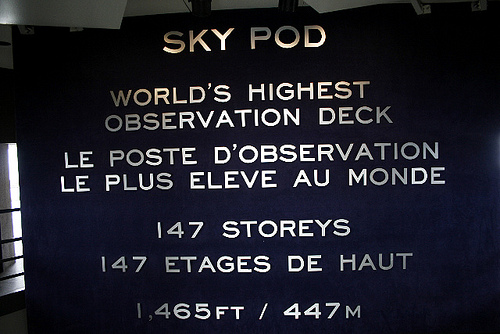 SKY POD
WORLD'S HIGHEST
OBSERVATION DECK
LE POSTE D'OBSERVATION
LE PLUS ELEVE AU MONDE
147 STOREYS
147 ETAGES DE HAUT
1,465FT / 447M